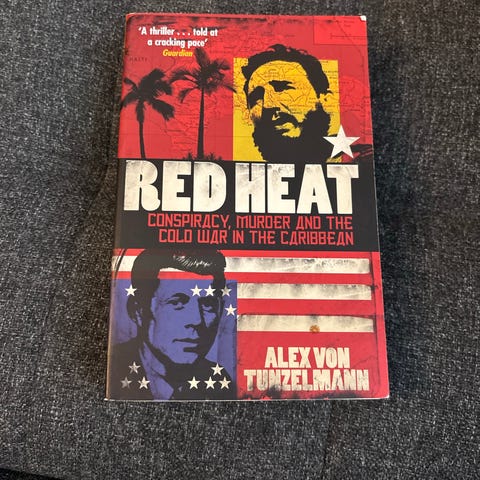 'A thriller . . . told at
a cracking pace'
Guardian
HAITI
RED HEAT
CONSPIRACY, MURDER AND THE
COLD WAR IN THE CARIBBEAN
ALEX VON
TUNZELMANN